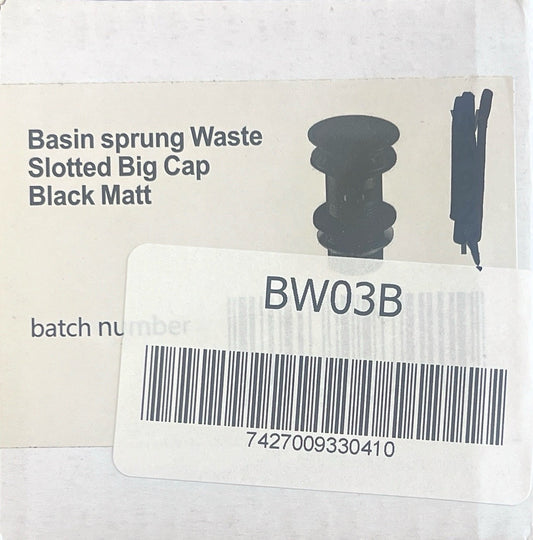 Basin sprung Waste
Slotted Big Cap
Black Matt
BW03B
batch number
7427009330410